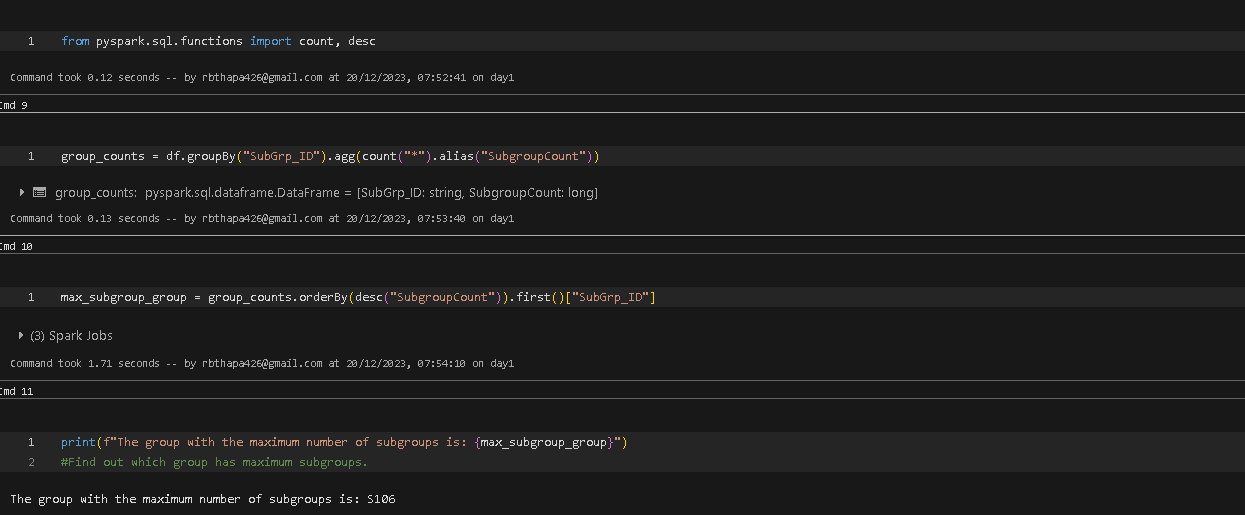 1 from pyspark.sql.functions import count, desc
Command took 0.12 seconds -- by rbthapa426@gmail.com at 20/12/2023, 07:52:41 on day1
Cmd 9
1 group_counts = df.groupBy("SubGrp_ID").agg(count("*").alias("SubgroupCount"))
group_counts: pyspark.sql.dataframe.DataFrame = [SubGrp_ID: string, SubgroupCount: long]
Command took 0.13 seconds -- by rbthapa426@gmail.com at 20/12/2023, 07:53:40 on day1
Cmd 10
1 max_subgroup_group = group_counts.orderBy(desc("SubgroupCount")).first()["SubGrp_ID"]
(3) Spark Jobs
Command took 1.71 seconds -- by rbthapa426@gmail.com at 20/12/2023, 07:54:10 on day1
Cmd 11
1 print(f"The group with the maximum number of subgroups is: {max_subgroup_group}")
2 #Find out which group has maximum subgroups.
The group with the maximum number of subgroups is: S106